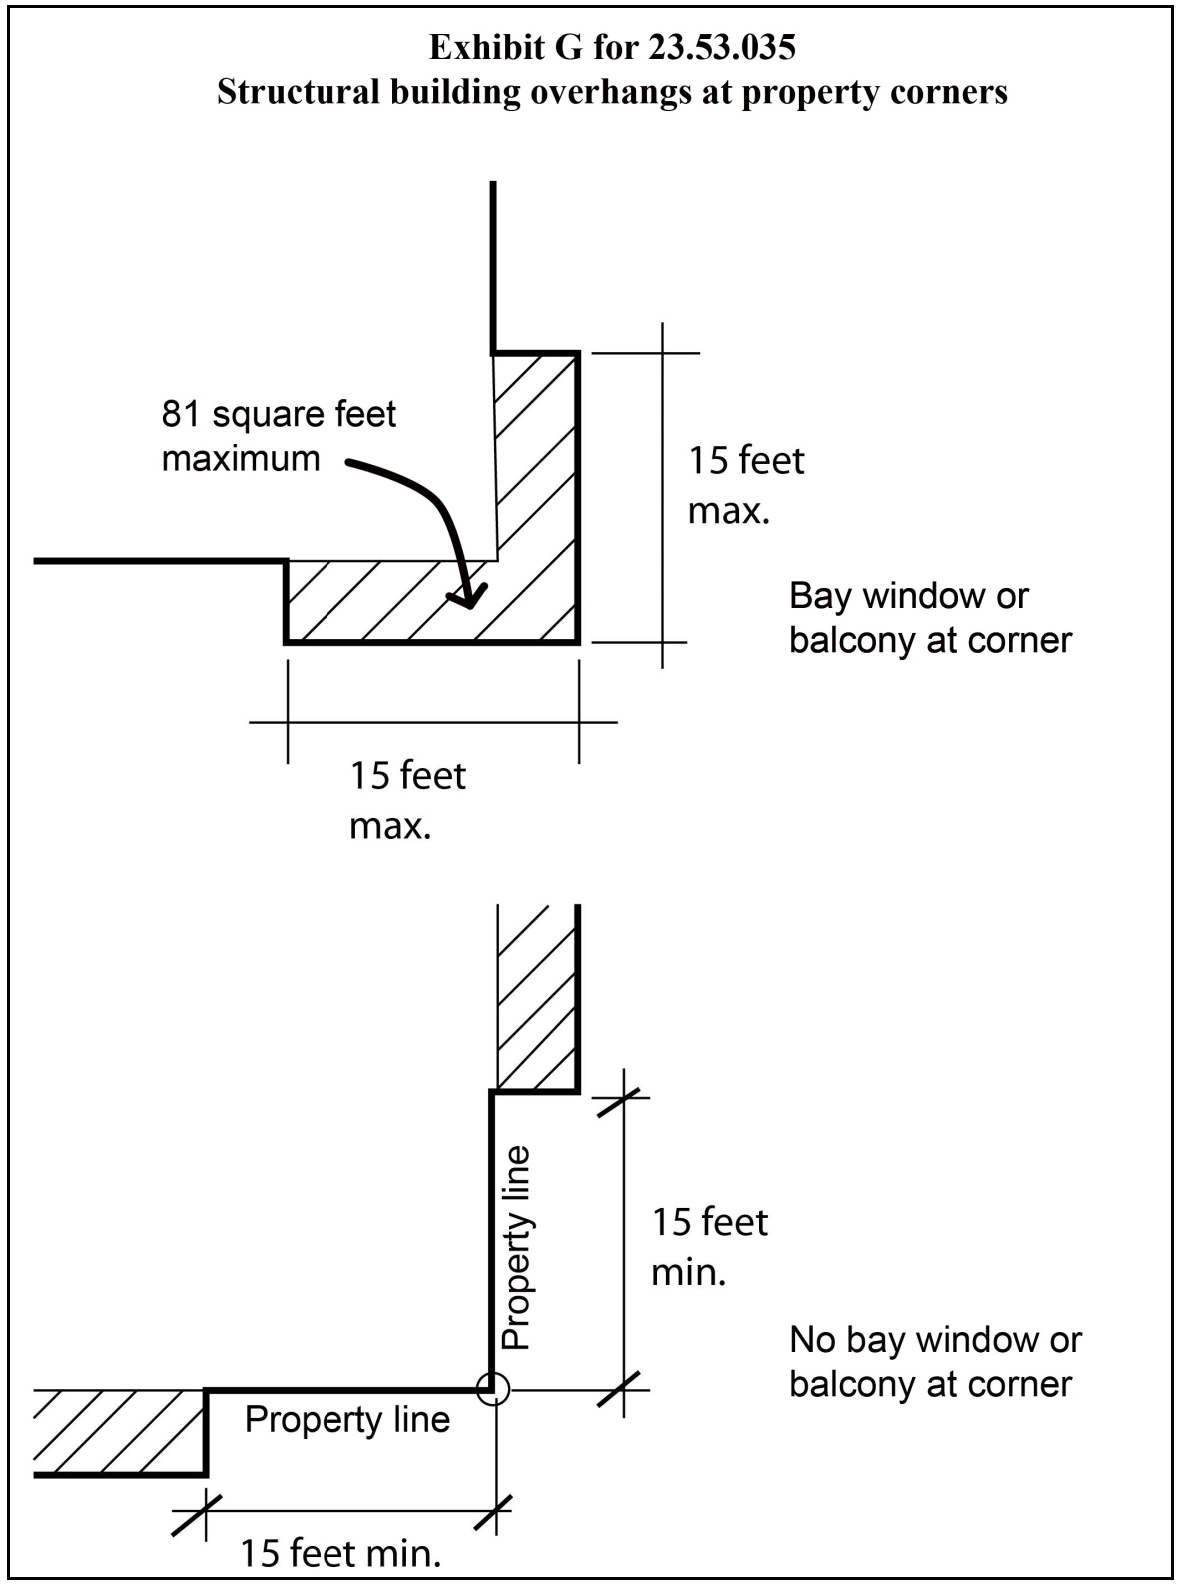 Exhibit G for 23.53.035
Structural building overhangs at property corners
81 square feet
maximum
15 feet
max.
Bay window or
balcony at corner
15 feet
max.
Property line
15 feet
min.
No bay window or
balcony at corner
Property line
15 feet min.